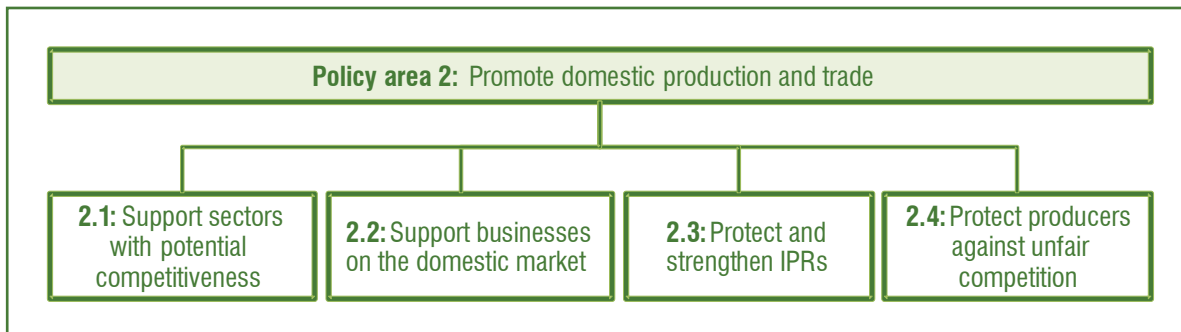 Policy area 2: Promote domestic production and trade
2.1: Support sectors
with potential
competitiveness
2.2: Support businesses
on the domestic market
2.3: Protect and
strengthen IPRs
2.4: Protect producers
against unfair
competition